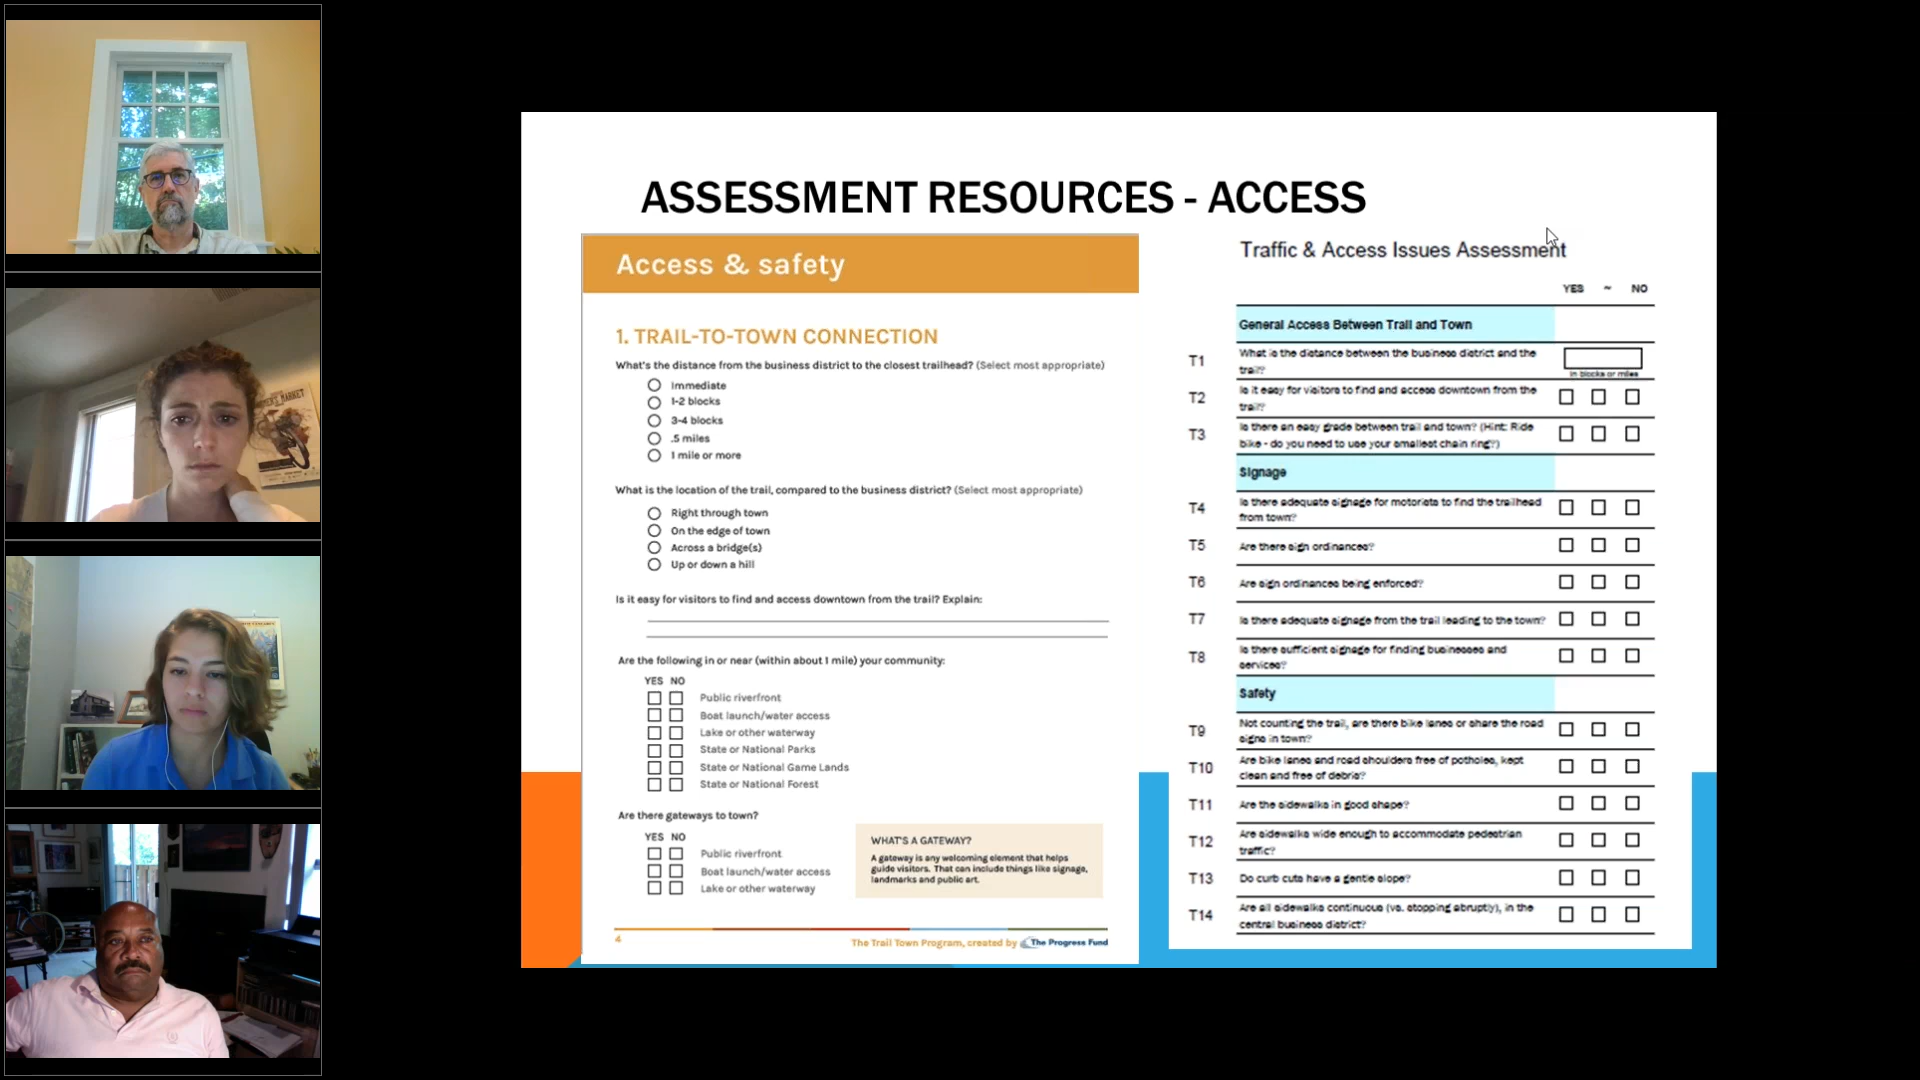 ASSESSMENT RESOURCES - ACCESS
Access & safety
1. TRAIL-TO-TOWN CONNECTION
What's the distance from the business district to the closest trailhead? (Select most appropriate)
Immediate
1-2 blocks
3-4 blocks
.5 miles
1 mile or more
What is the location of the trail, compared to the business district? (Select most appropriate)
Right through town
On the edge of town
Across a bridge(s)
Up or down a hill
Is it easy for visitors to find and access downtown from the trail? Explain:
Are the following in or near (within about 1 mile) your community:
YES NO
Public riverfront
Boat launch/water access
Lake or other waterway
State or National Parks
State or National Game Lands
State or National Forest
Are there gateways to town?
YES NO
Public riverfront
Boat launch/water access
Lake or other waterway
WHAT'S A GATEWAY?
A gateway is any welcoming element that helps
guide visitors. That can include things like signage,
landmarks and public art.
4
The Trail Town Program, created by The Progress Fund
Traffic & Access Issues Assessment
YES ~ NO
General Access Between Trail and Town
T1 What is the distance between the business district and the
trail?
in blocks or miles
T2 Is it easy for visitors to find and access downtown from the
trail?
T3 Is there an easy grade between trail and town? (Hint: Ride
bike - do you need to use your smallest chain ring?)
Signage
T4 Is there adequate signage for motorists to find the trailhead
from town?
T5 Are there sign ordinances?
T6 Are sign ordinances being enforced?
T7 Is there adequate signage from the trail leading to the town?
T8 Is there sufficient signage for finding businesses and
services?
Safety
T9 Not counting the trail, are there bike lanes or share the road
signs in town?
T10 Are bike lanes and road shoulders free of potholes, kept
clean and free of debris?
T11 Are the sidewalks in good shape?
T12 Are sidewalks wide enough to accommodate pedestrian
traffic?
T13 Do curb cuts have a gentle slope?
T14 Are all sidewalks continuous (vs. stopping abruptly), in the
central business district?
MARKET